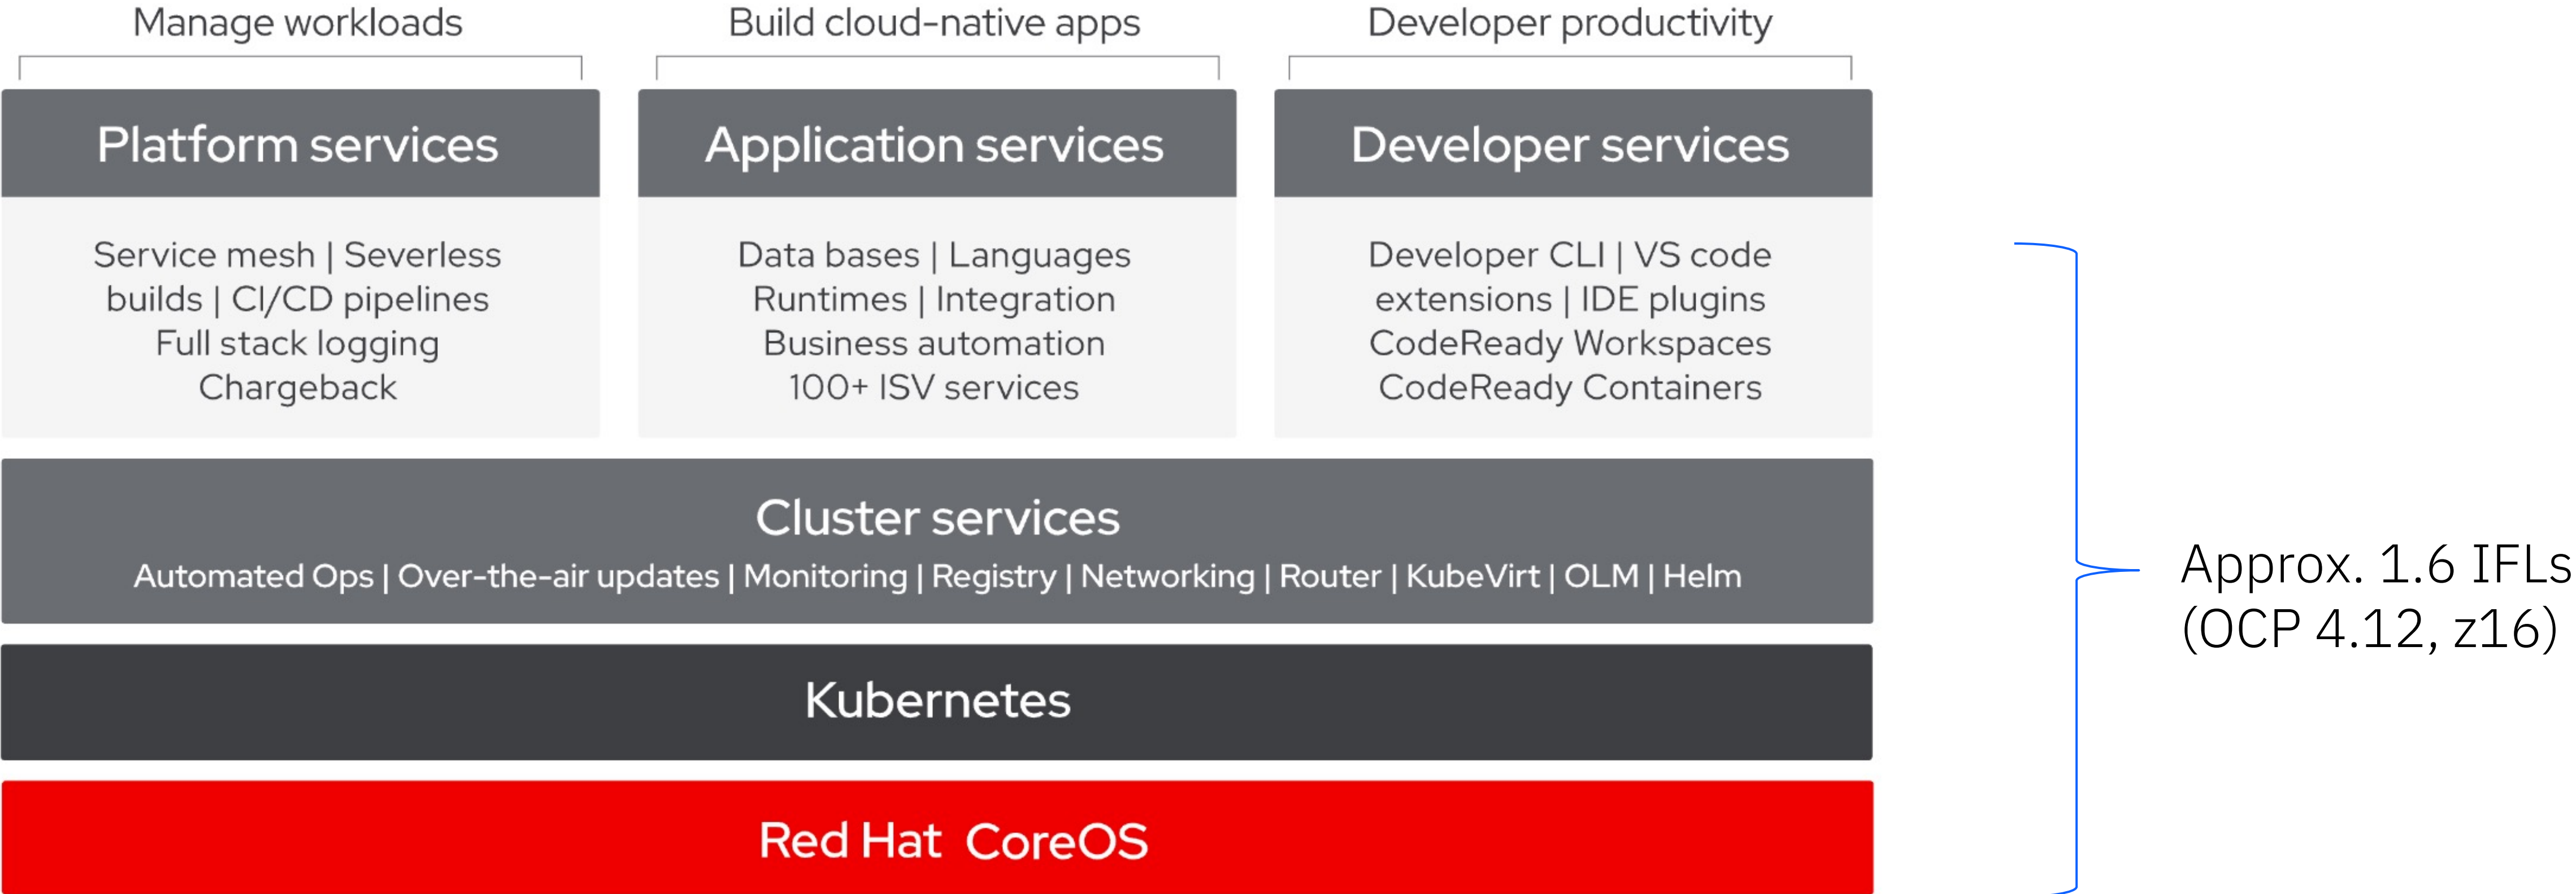 Manage workloads
Build cloud-native apps
Developer productivity
Platform services
Service mesh | Severless
builds | CI/CD pipelines
Full stack logging
Chargeback
Application services
Data bases | Languages
Runtimes | Integration
Business automation
100+ ISV services
Developer services
Developer CLI | VS code
extensions | IDE plugins
CodeReady Workspaces
CodeReady Containers
Cluster services
Automated Ops | Over-the-air updates | Monitoring | Registry | Networking | Router | KubeVirt | OLM | Helm
Kubernetes
Red Hat CoreOS
Approx. 1.6 IFLs
(OCP 4.12, z16)